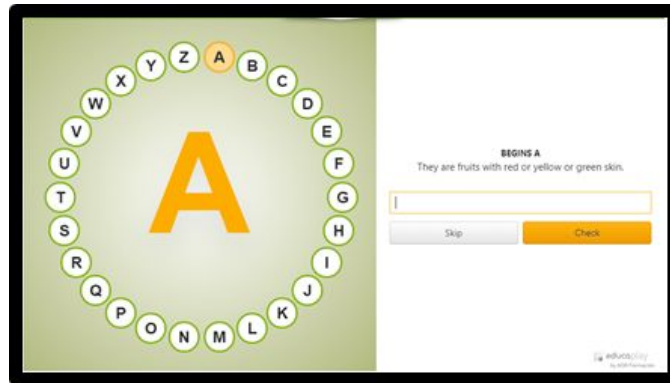 A
B
C
D
E
F
G
H
I
J
K
L
M
N
O
P
Q
R
S
T
U
V
W
X
Y
Z
A
BEGINS A
They are fruits with red or yellow or green skin.
Skip
Check
educaplay